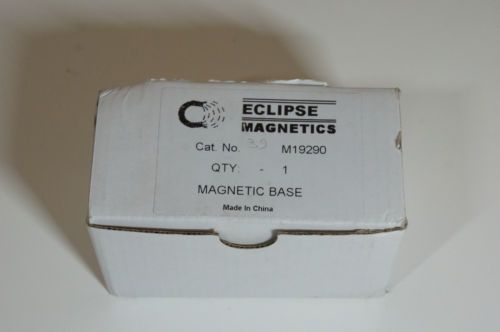 ECLIPSE
MAGNETICS
Cat. No. M19290
QTY: - 1
MAGNETIC BASE
Made In China